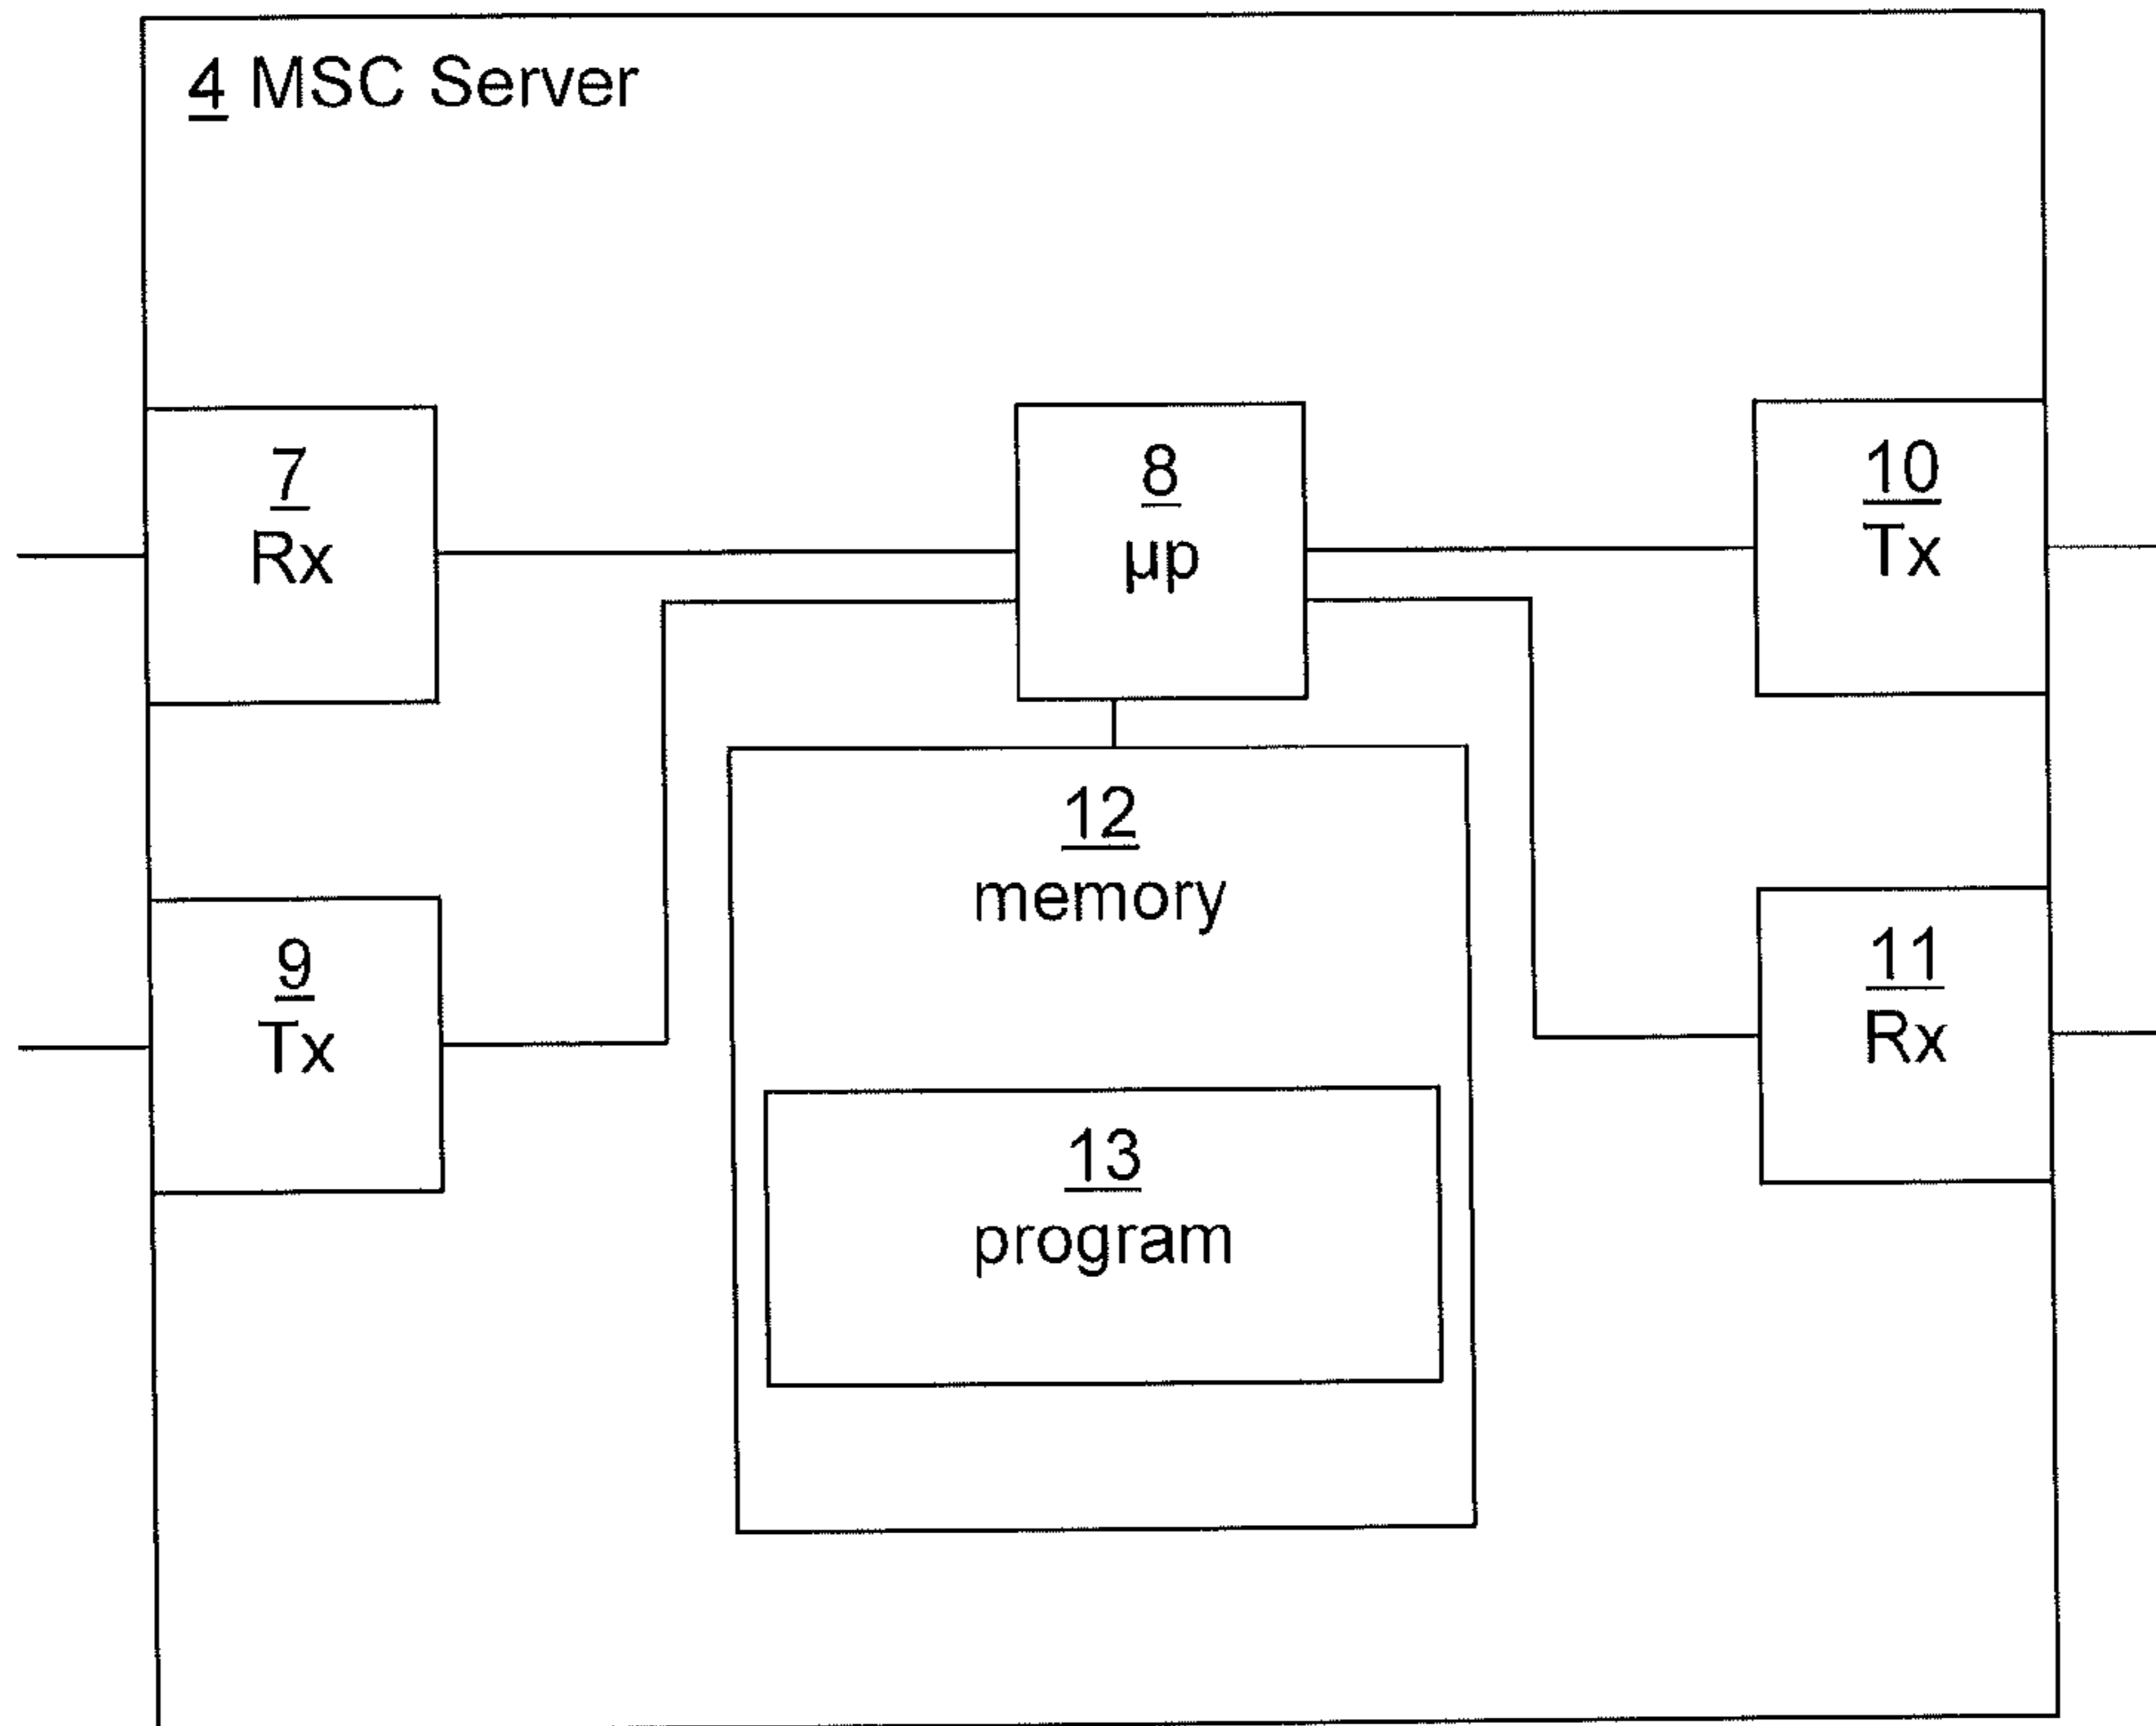 4 MSC Server
7
Rx
8
µp
10
Tx
12
memory
9
Tx
11
Rx
13
program